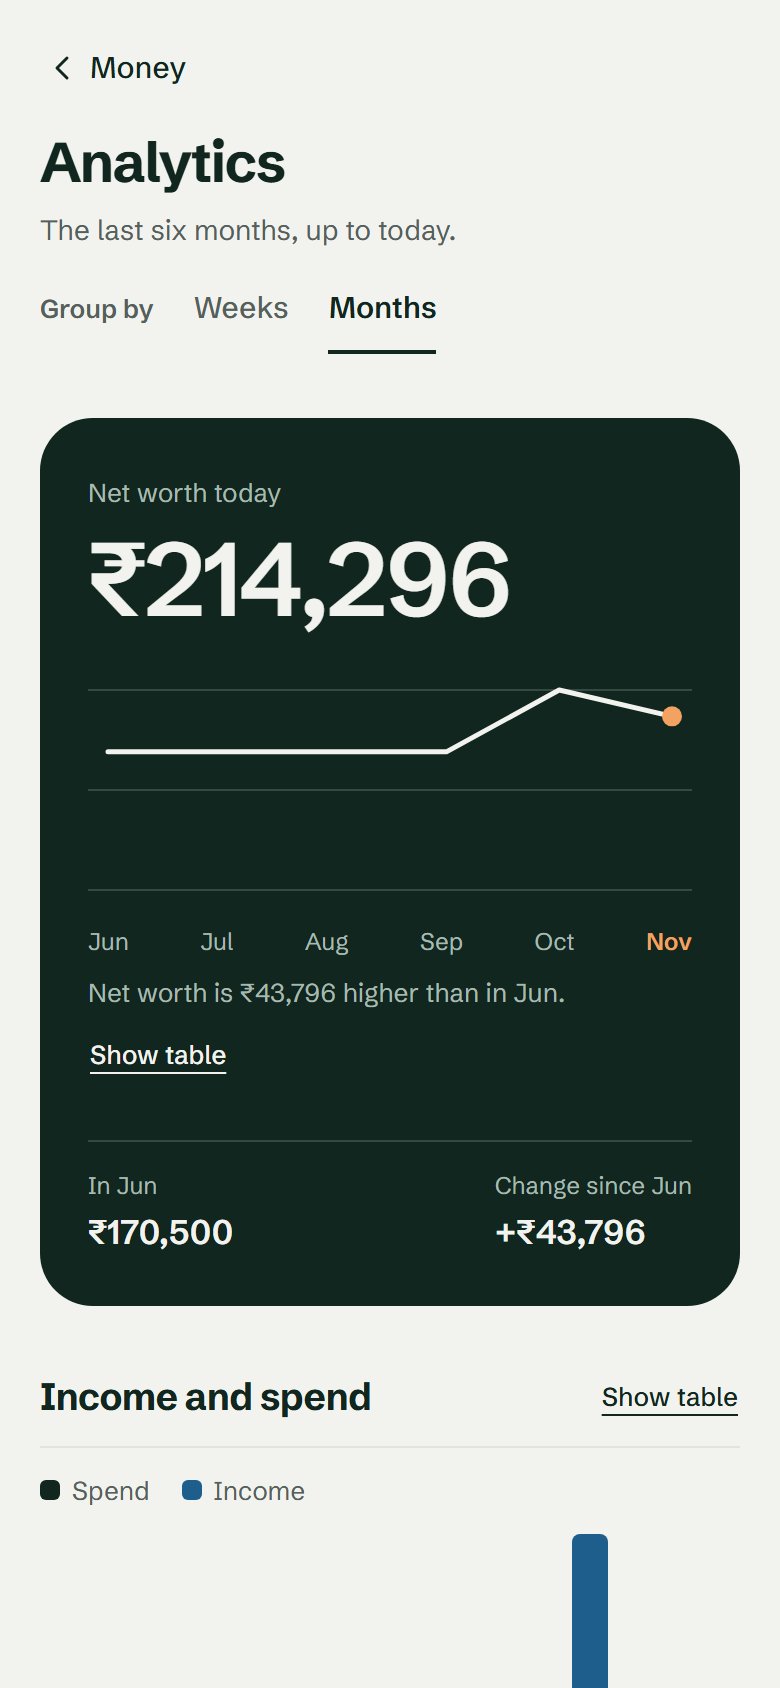 Money
Analytics
The last six months, up to today.
Group by Weeks Months
Net worth today
₹214,296
Jun Jul Aug Sep Oct Nov
Net worth is ₹43,796 higher than in Jun.
Show table
In Jun Change since Jun
₹170,500 +₹43,796
Income and spend Show table
Spend Income